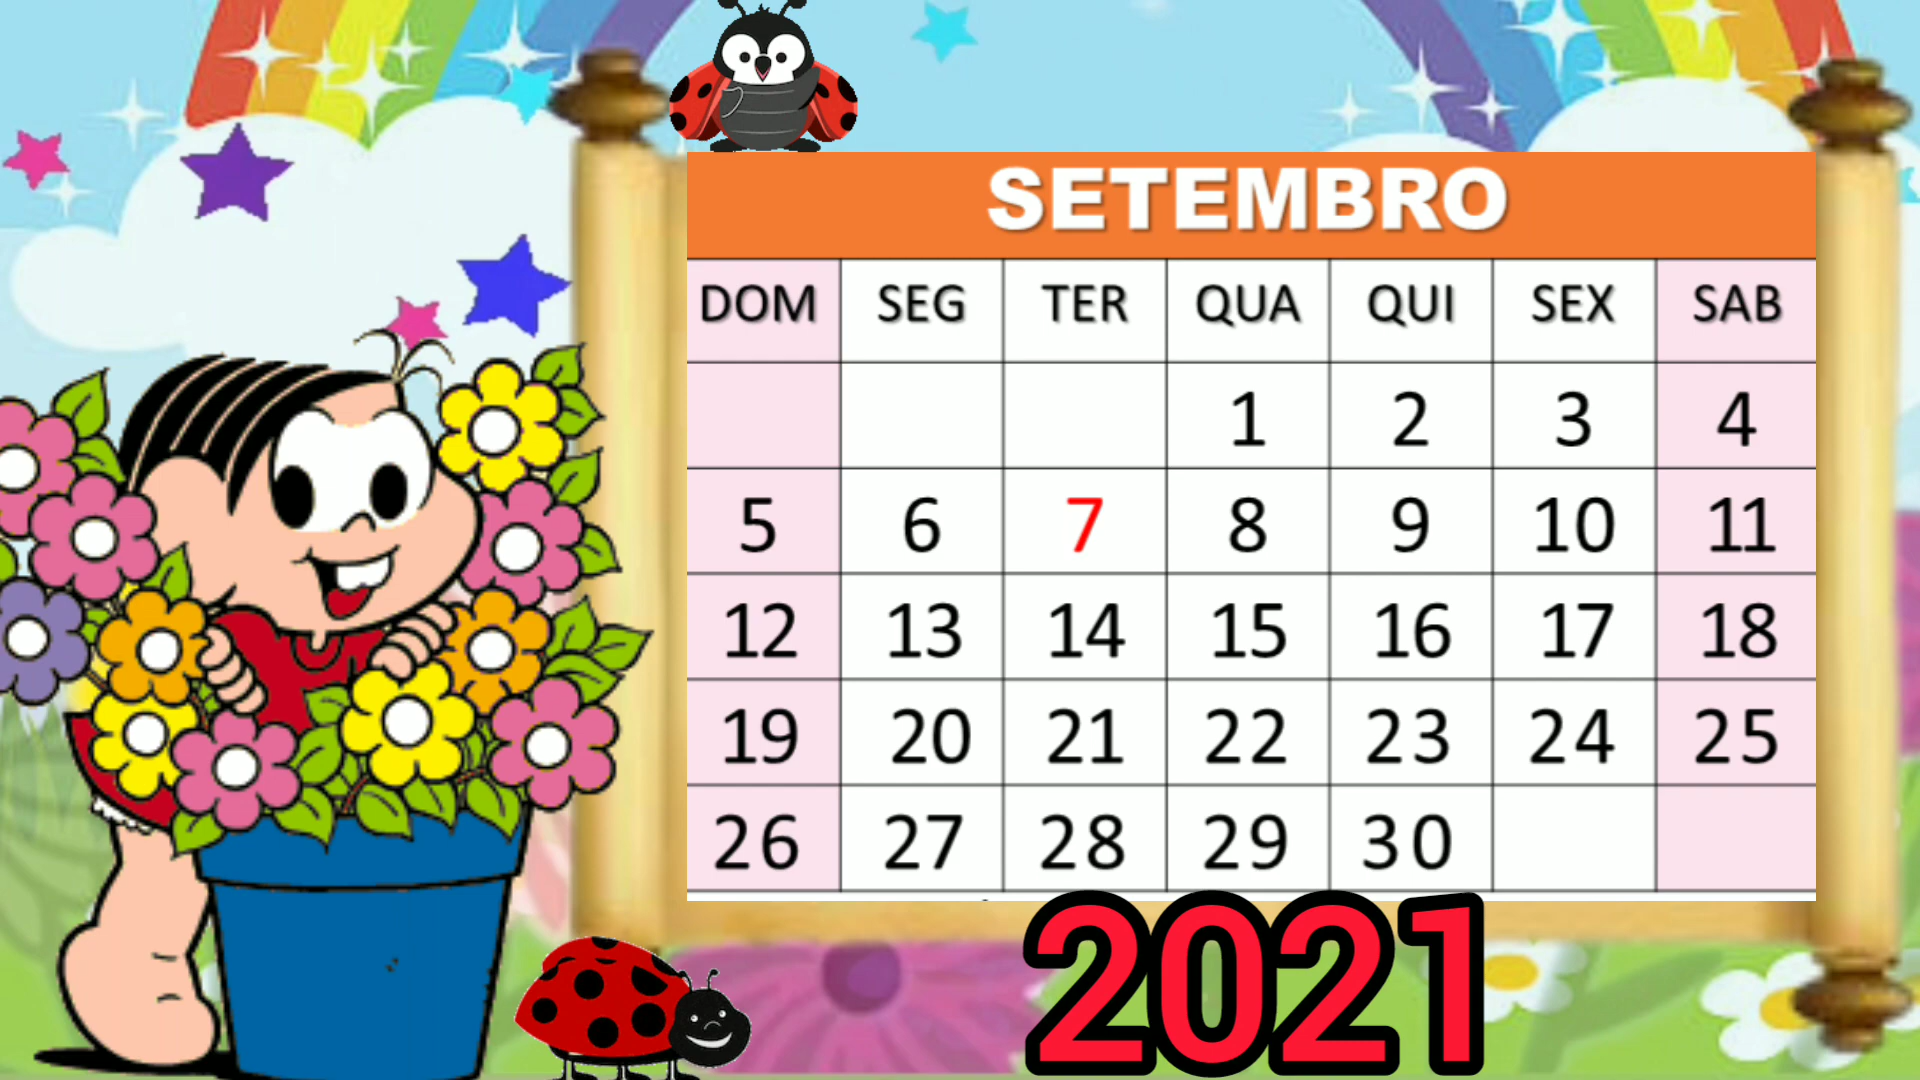 SETEMBRO
DOM SEG TER QUA QUI SEX SAB
1 2 3 4
5 6 7 8 9 10 11
12 13 14 15 16 17 18
19 20 21 22 23 24 25
26 27 28 29 30
2021